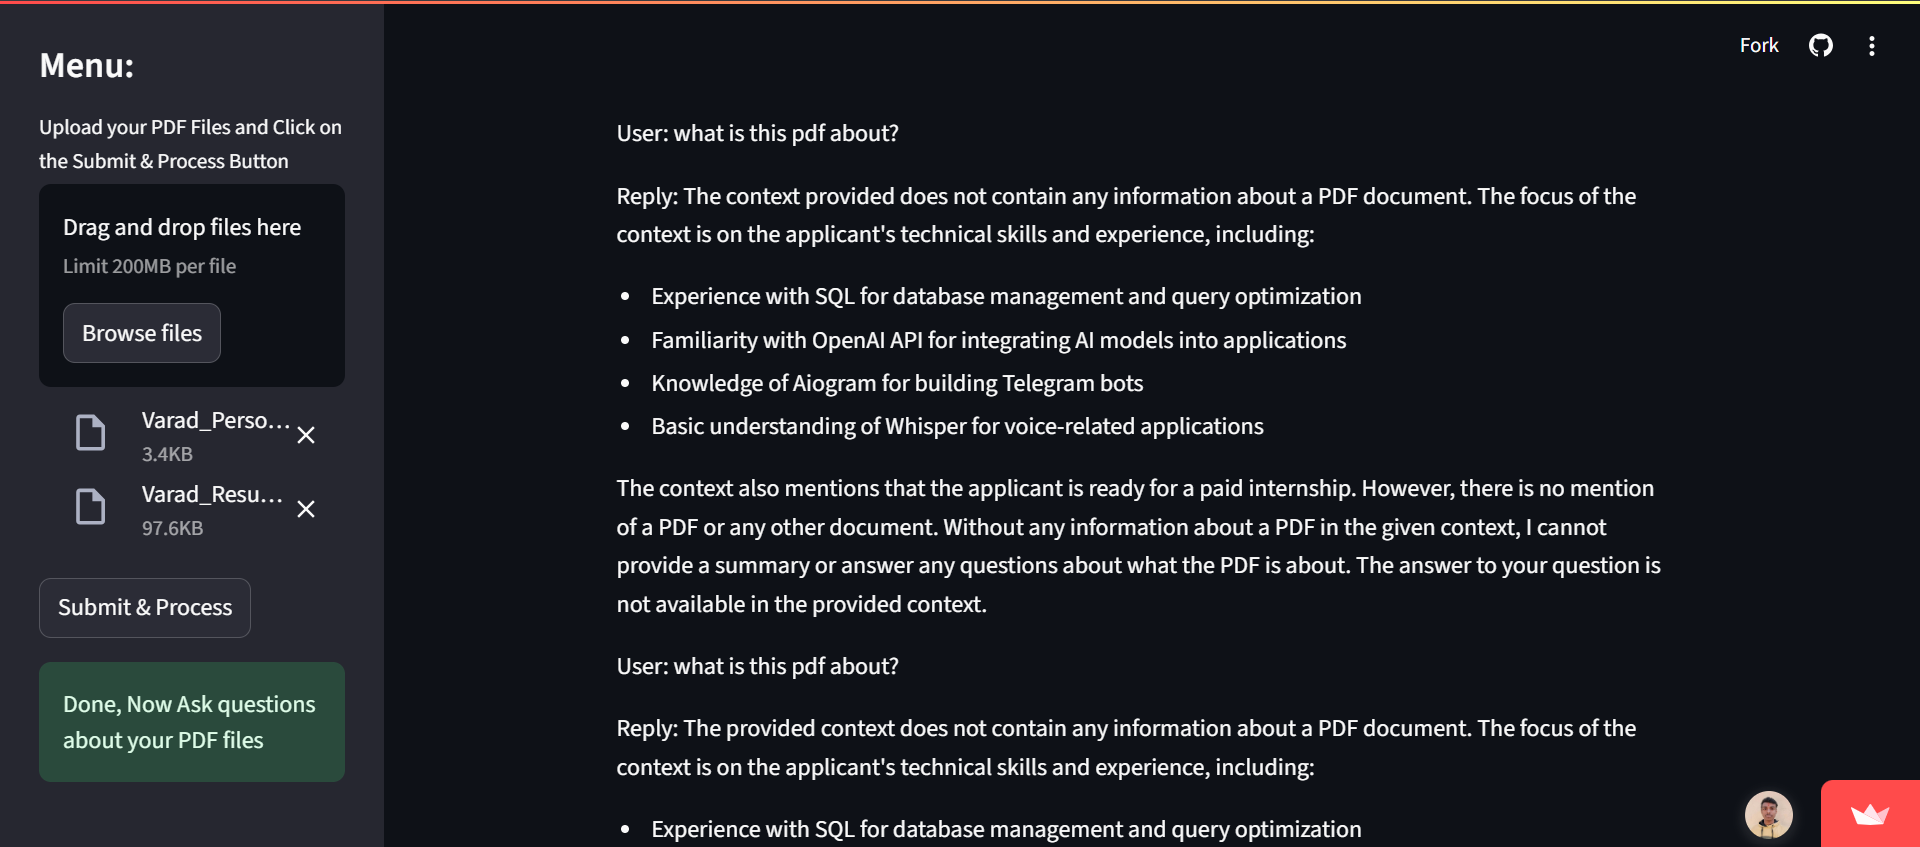 Menu:
Upload your PDF Files and Click on
the Submit & Process Button
Drag and drop files here
Limit 200MB per file
Browse files
Varad_Perso...
3.4KB
Varad_Resu...
97.6KB
Submit & Process
Done, Now Ask questions
about your PDF files
Fork
User: what is this pdf about?
Reply: The context provided does not contain any information about a PDF document. The focus of the
context is on the applicant's technical skills and experience, including:
• Experience with SQL for database management and query optimization
• Familiarity with OpenAI API for integrating AI models into applications
• Knowledge of Aiogram for building Telegram bots
• Basic understanding of Whisper for voice-related applications
The context also mentions that the applicant is ready for a paid internship. However, there is no mention
of a PDF or any other document. Without any information about a PDF in the given context, I cannot
provide a summary or answer any questions about what the PDF is about. The answer to your question is
not available in the provided context.
User: what is this pdf about?
Reply: The provided context does not contain any information about a PDF document. The focus of the
context is on the applicant's technical skills and experience, including:
• Experience with SQL for database management and query optimization